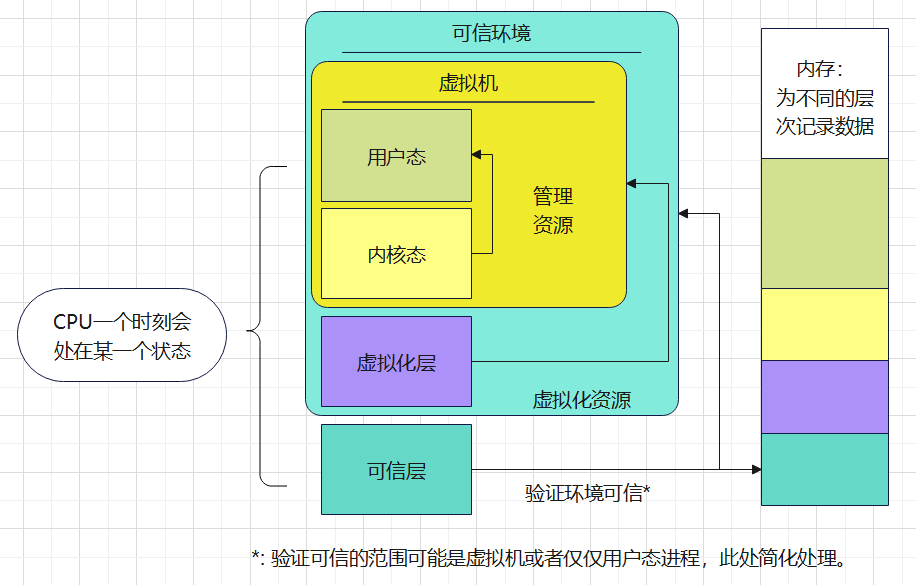 可信环境
虚拟机
用户态
内核态
管理
资源
虚拟化层
虚拟化资源
可信层
验证环境可信*
CPU一个时刻会
处在某一个状态
内存：
为不同的层
次记录数据
*: 验证可信的范围可能是虚拟机或者仅仅用户态进程，此处简化处理。